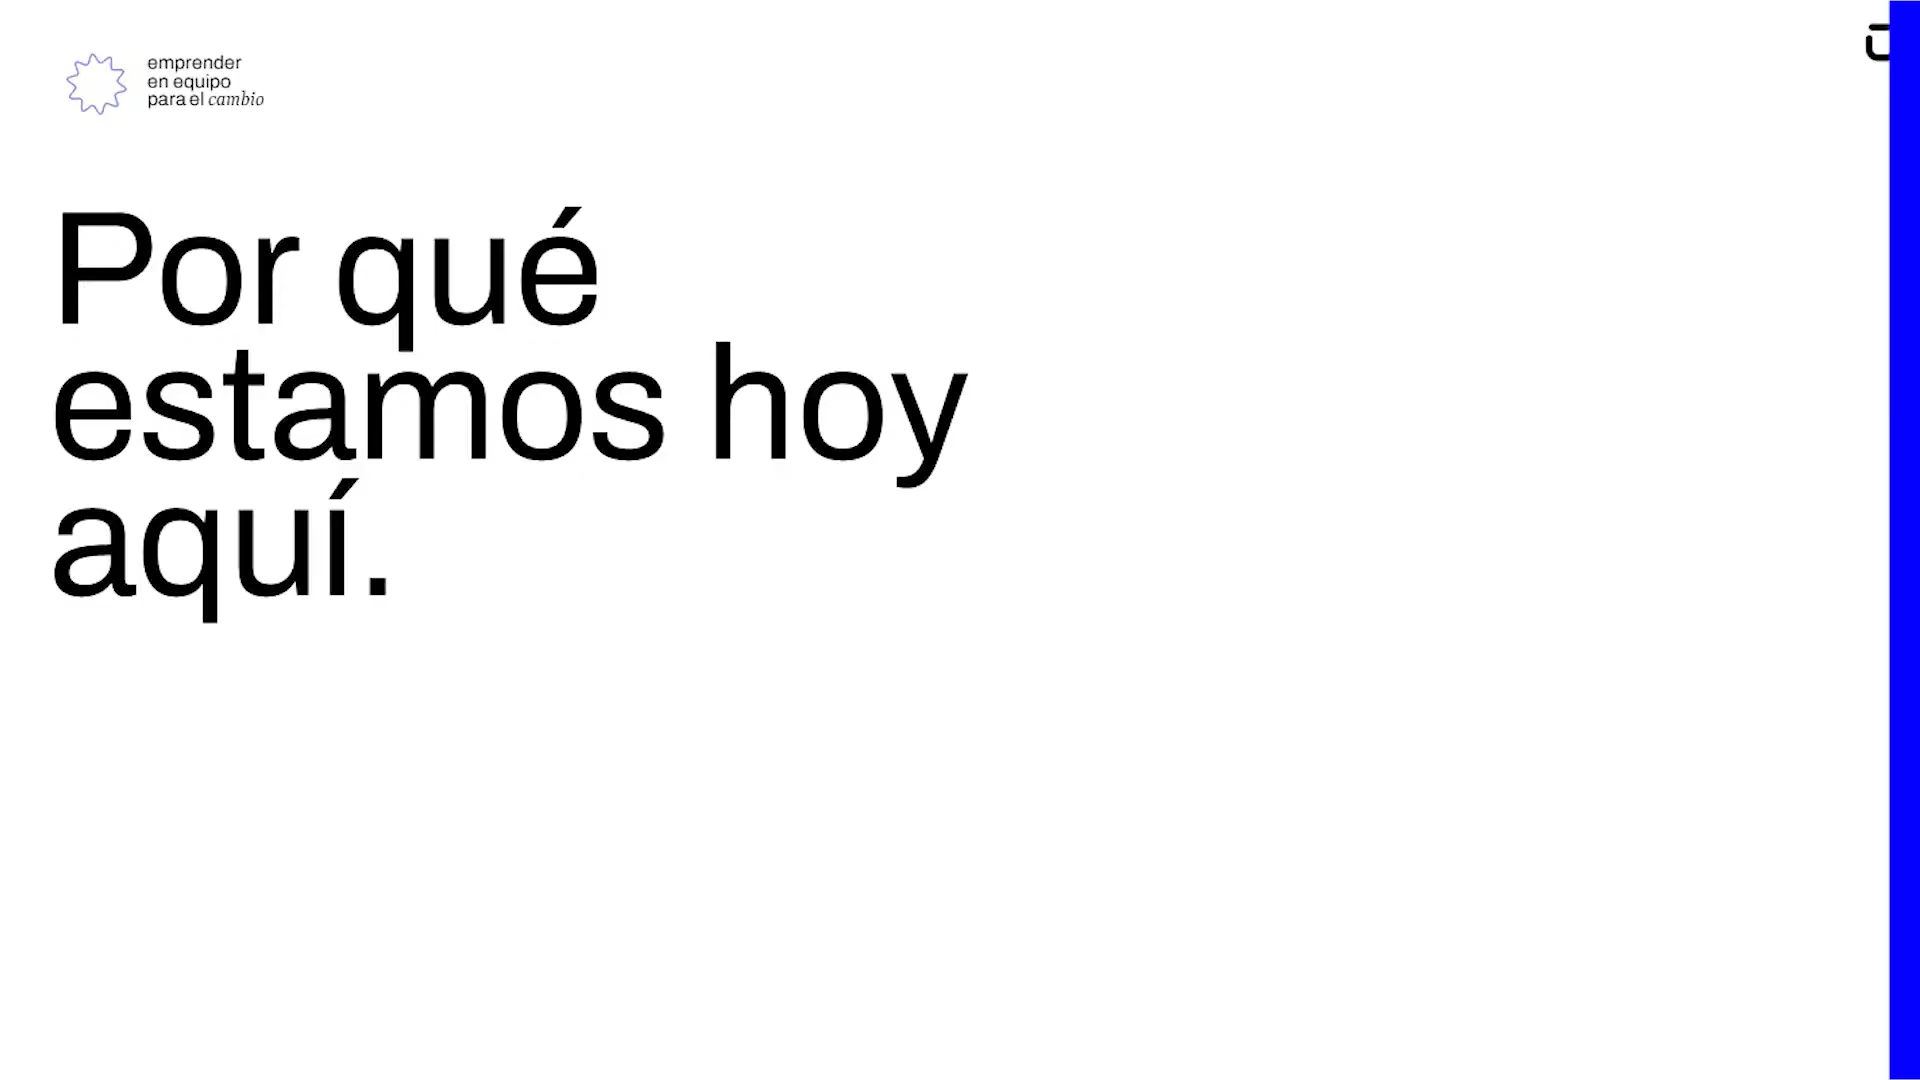 emprender
en equipo
para el cambio
Por qué
estamos hoy
aquí.